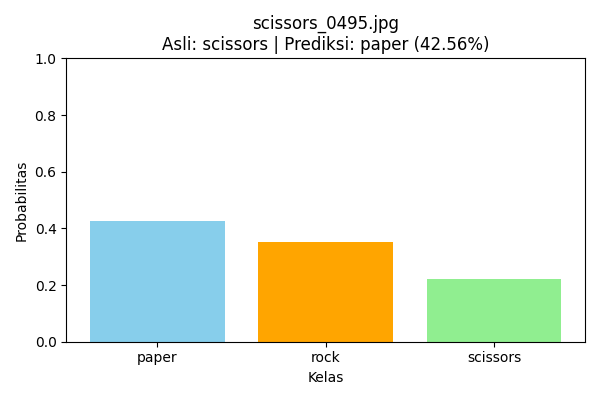 scissors_0495.jpg
Asli: scissors | Prediksi: paper (42.56%)
1.0
0.8
0.6
0.4
0.2
0.0
Probabilitas
paper
rock
scissors
Kelas